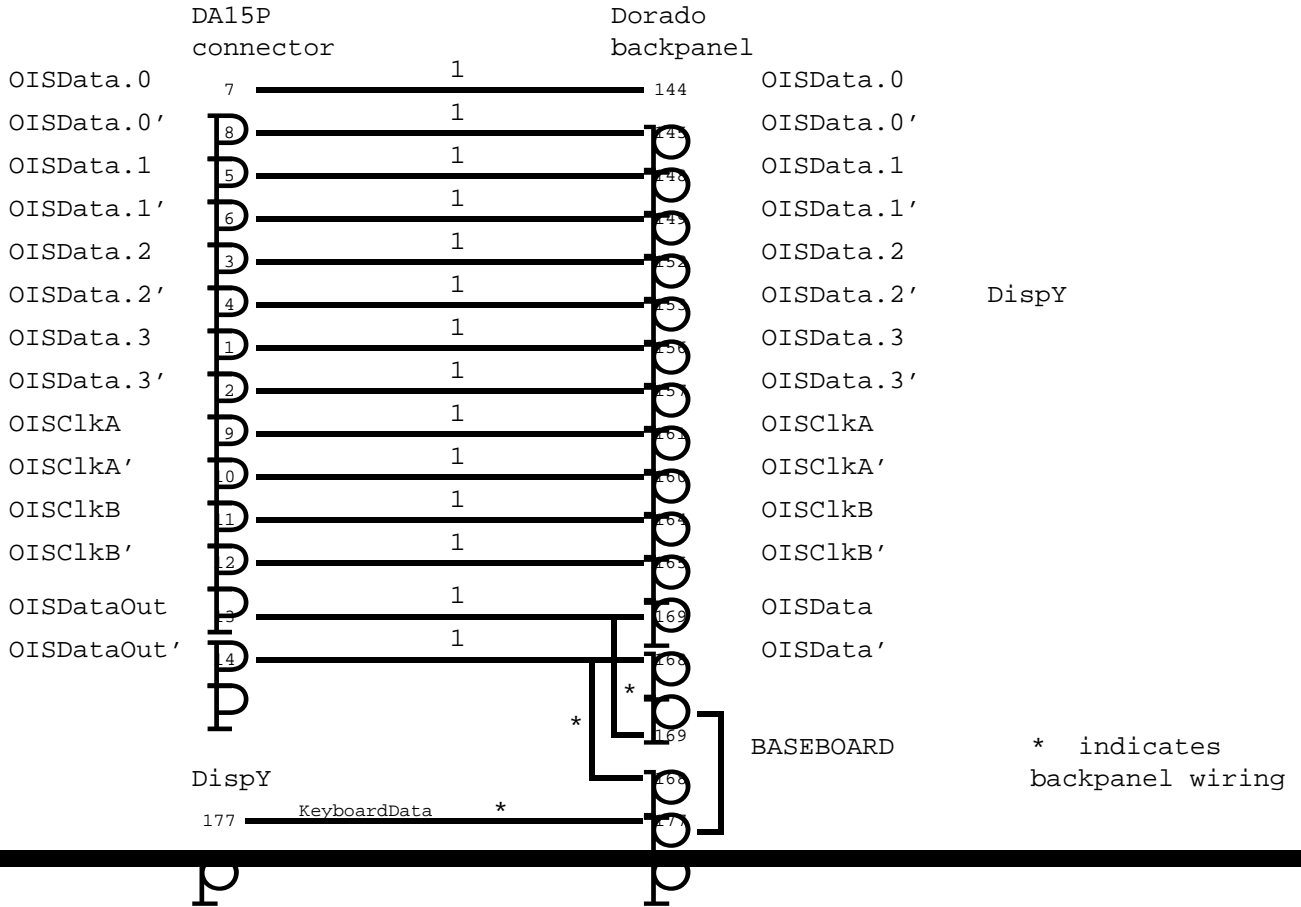 DA15P Dorado
connector backpanel
OISData.0 7 1 144 OISData.0
OISData.0' 8 1 145 OISData.0'
OISData.1 5 1 148 OISData.1
OISData.1' 6 1 149 OISData.1'
OISData.2 3 1 152 OISData.2
OISData.2' 4 1 153 OISData.2' DispY
OISData.3 1 1 156 OISData.3
OISData.3' 2 1 157 OISData.3'
OISClkA 9 1 161 OISClkA
OISClkA' 10 1 160 OISClkA'
OISClkB 11 1 164 OISClkB
OISClkB' 12 1 165 OISClkB'
OISDataOut 13 1 169 OISData
OISDataOut' 14 1 168 OISData'
*
*
169 BASEBOARD * indicates
DispY 168 backpanel wiring
177 KeyboardData * 177